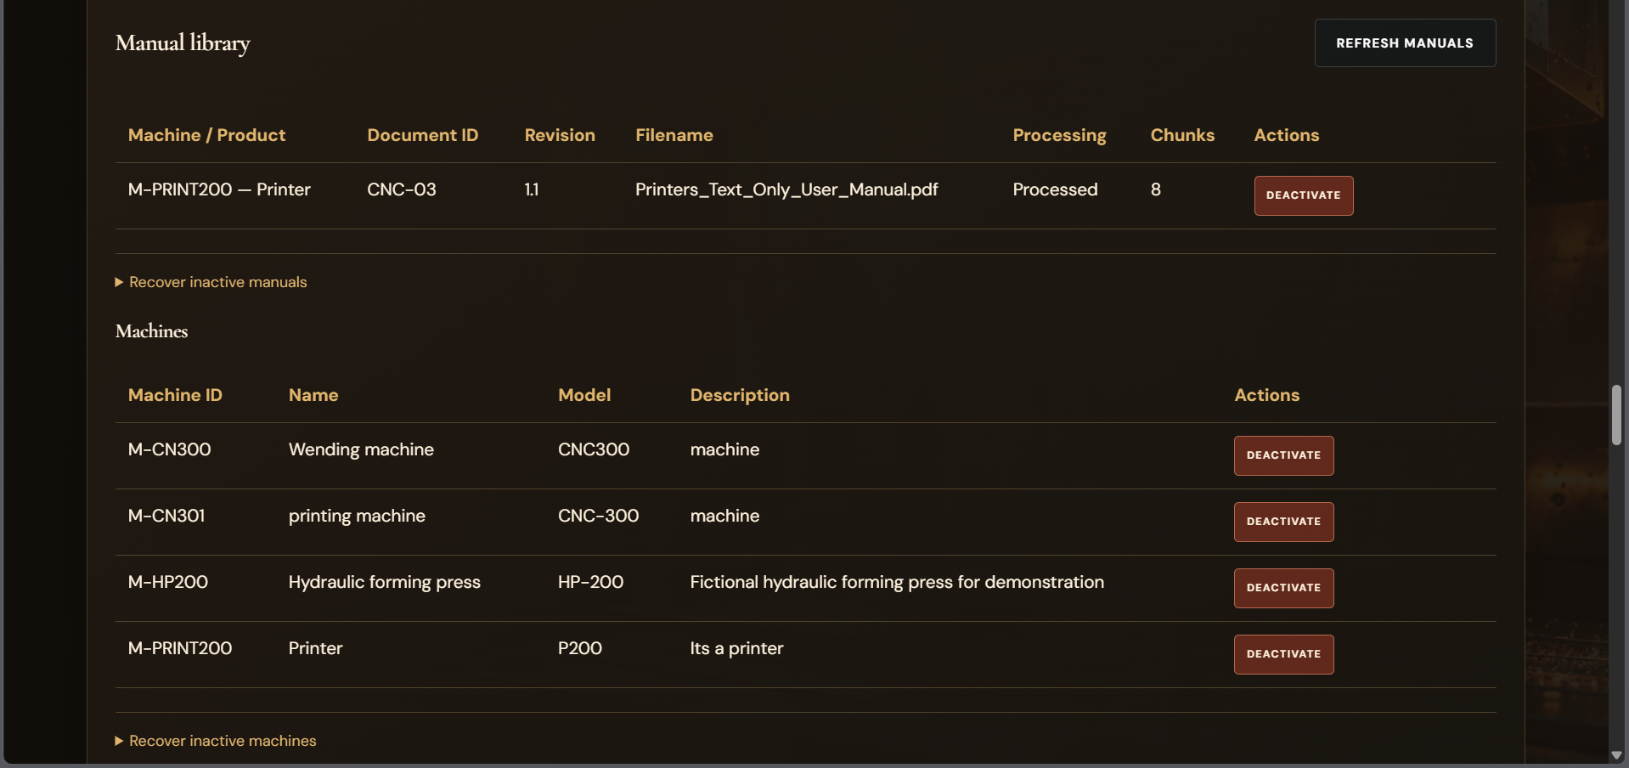 Manual library
REFRESH MANUALS
Machine / Product Document ID Revision Filename Processing Chunks Actions
M-PRINT200 — Printer CNC-03 1.1 Printers_Text_Only_User_Manual.pdf Processed 8 DEACTIVATE
▶ Recover inactive manuals
Machines
Machine ID Name Model Description Actions
M-CN300 Wending machine CNC300 machine DEACTIVATE
M-CN301 printing machine CNC-300 machine DEACTIVATE
M-HP200 Hydraulic forming press HP-200 Fictional hydraulic forming press for demonstration DEACTIVATE
M-PRINT200 Printer P200 Its a printer DEACTIVATE
▶ Recover inactive machines